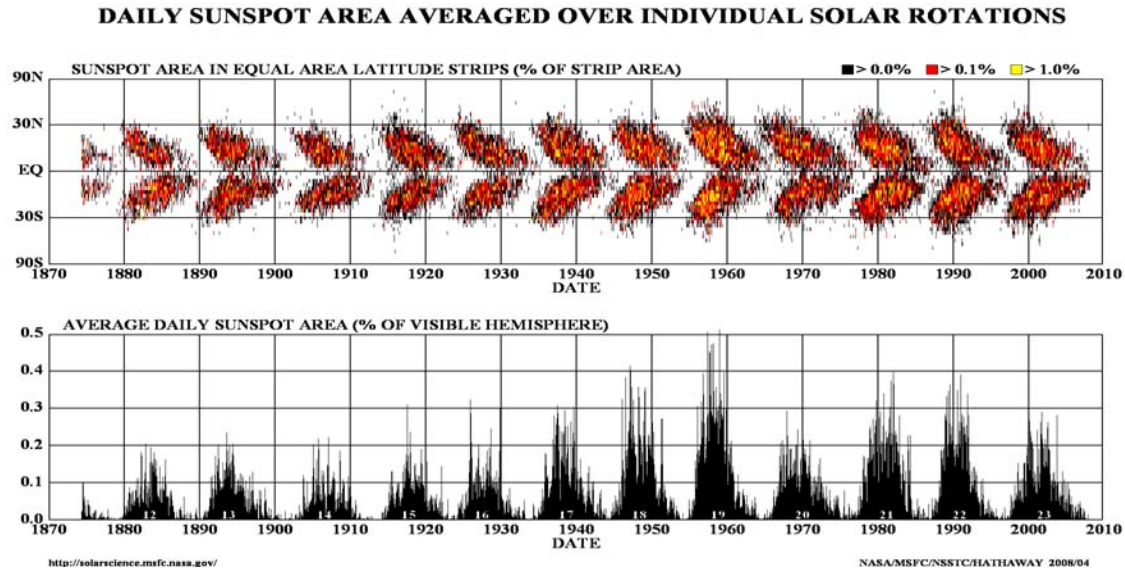 DAILY SUNSPOT AREA AVERAGED OVER INDIVIDUAL SOLAR ROTATIONS
SUNSPOT AREA IN EQUAL AREA LATITUDE STRIPS (% OF STRIP AREA)
> 0.0% > 0.1% > 1.0%
90N
30N
EQ
30S
90S
1870 1880 1890 1900 1910 1920 1930 1940 1950 1960 1970 1980 1990 2000 2010
DATE
AVERAGE DAILY SUNSPOT AREA (% OF VISIBLE HEMISPHERE)
0.5
0.4
0.3
0.2
0.1
0.0
12 13 14 15 16 17 18 19 20 21 22 23
1870 1880 1890 1900 1910 1920 1930 1940 1950 1960 1970 1980 1990 2000 2010
DATE
http://solarscience.msfc.nasa.gov/
NASA/MSFC/NSSTC/HATHAWAY 2008/04